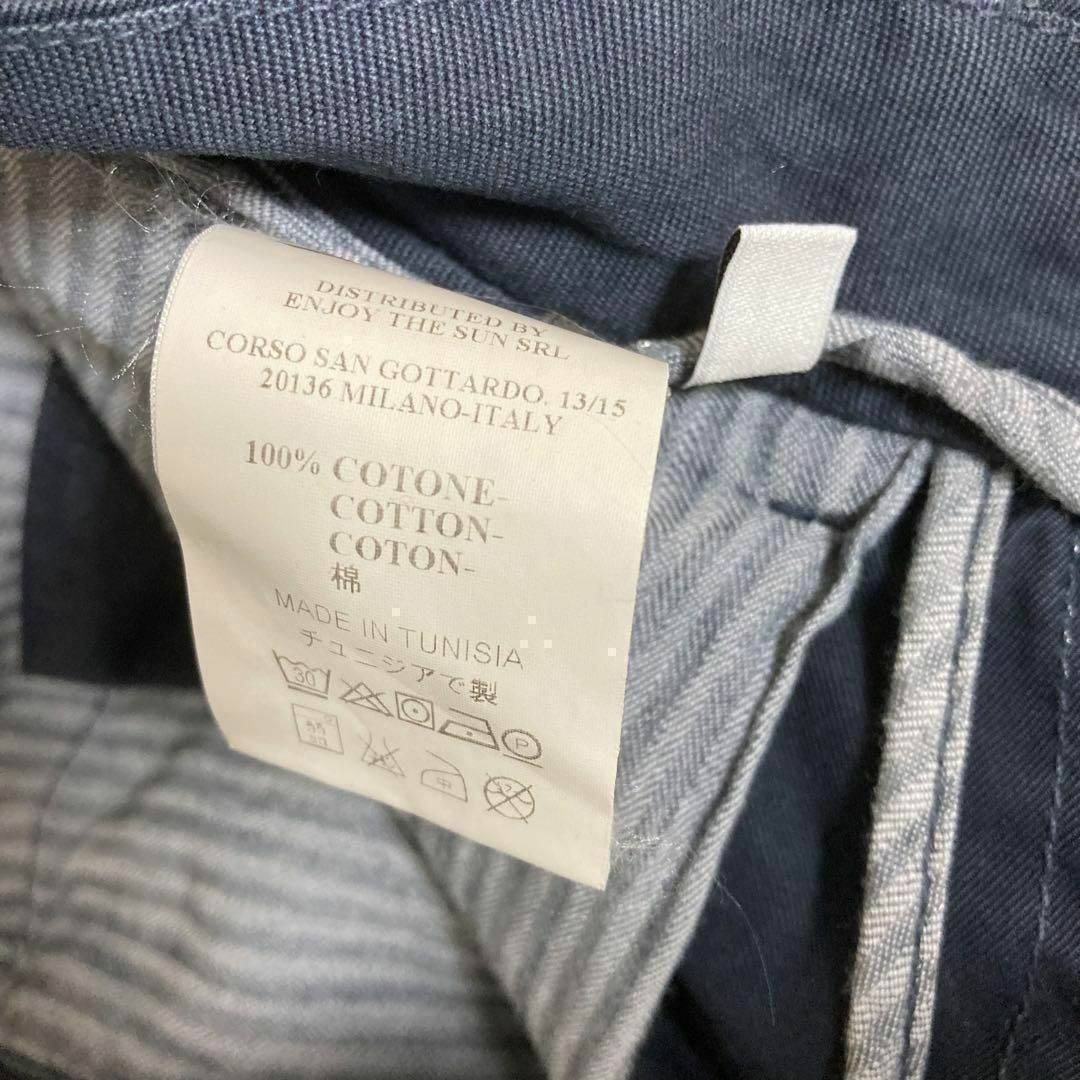 DISTRIBUTED BY
ENJOY THE SUN SRL
CORSO SAN GOTTARDO. 13/15
20136 MILANO-ITALY
100% COTONE-
COTTON-
COTON-
棉
MADE IN TUNISIA
チュニジアで製
30 P
中